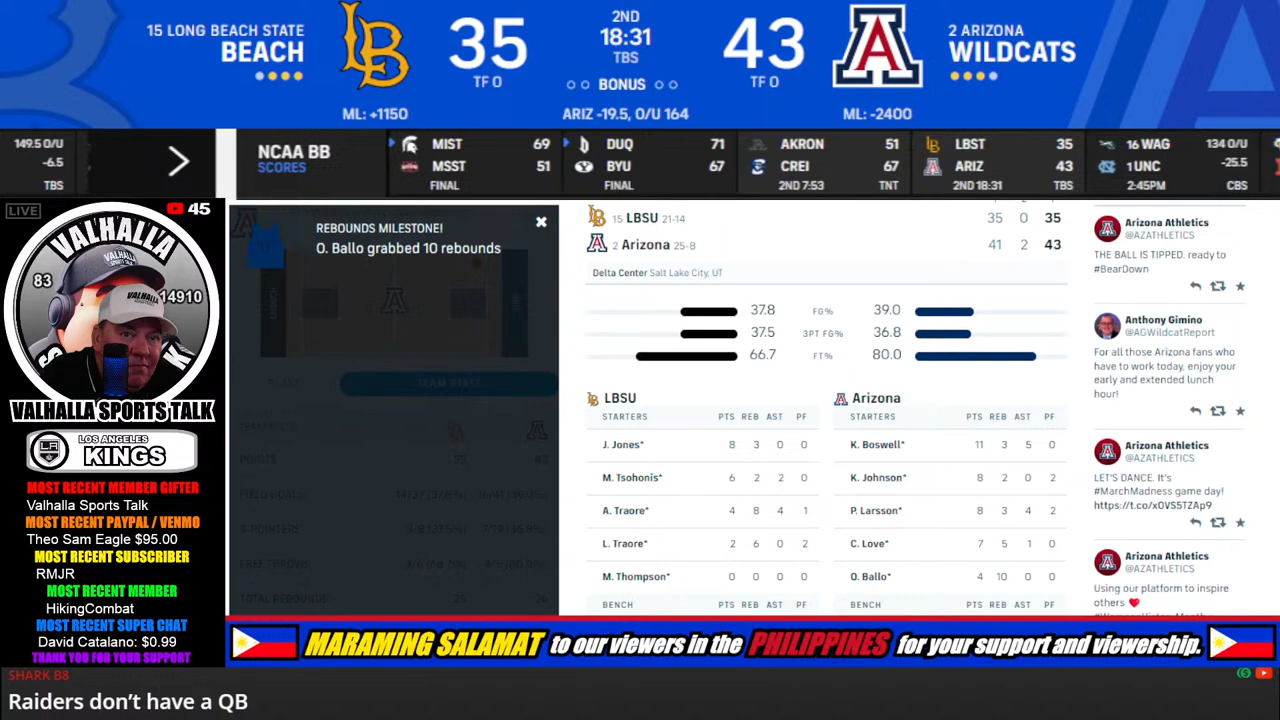 15 LONG BEACH STATE
BEACH
LB
35
TF 0
ML: +1150
2ND
18:31
TBS
BONUS
ARIZ -19.5, O/U 164
43
TF 0
A
2 ARIZONA
WILDCATS
ML: -2400
149.5 O/U
-6.5
TBS
NCAA BB
SCORES
MIST 69
MSST 51
FINAL
DUQ 71
BYU 67
FINAL
AKRON 51
CREI 67
2ND 7:53 TNT
LBST 35
ARIZ 43
2ND 18:31 TBS
16 WAG 134 O/U
1 UNC -25.5
2:45PM CBS
LIVE
45
VALHALLA
83
14910
VALHALLA SPORTS TALK
LOS ANGELES
KINGS
MOST RECENT MEMBER GIFTER
Valhalla Sports Talk
MOST RECENT PAYPAL / VENMO
Theo Sam Eagle $95.00
MOST RECENT SUBSCRIBER
RMJR
MOST RECENT MEMBER
HikingCombat
MOST RECENT SUPER CHAT
David Catalano: $0.99
THANK YOU FOR YOUR SUPPORT
REBOUNDS MILESTONE!
O. Ballo grabbed 10 rebounds
TEAM STATS
15 LBSU 21-14 35 0 35
2 Arizona 25-8 41 2 43
Delta Center Salt Lake City, UT
37.8 FG% 39.0
37.5 3PT FG% 36.8
66.7 FT% 80.0
LBSU
STARTERS PTS REB AST PF
J. Jones* 8 3 0 0
M. Tsohonis* 6 2 2 0
A. Traore* 4 8 4 1
L. Traore* 2 6 0 2
M. Thompson* 0 0 0 0
BENCH PTS REB AST PF
Arizona
STARTERS PTS REB AST PF
K. Boswell* 11 3 5 0
K. Johnson* 8 2 0 2
P. Larsson* 8 3 4 2
C. Love* 7 5 1 0
O. Ballo* 4 10 0 0
BENCH PTS REB AST PF
Arizona Athletics
@AZATHLETICS
THE BALL IS TIPPED. ready to
#BearDown
Anthony Gimino
@AGWildcatReport
For all those Arizona fans who
have to work today, enjoy your
early and extended lunch
hour!
Arizona Athletics
@AZATHLETICS
LET'S DANCE. It's
#MarchMadness game day!
https://t.co/xOVS5TZAp9
Arizona Athletics
@AZATHLETICS
Using our platform to inspire
others ❤
MARAMING SALAMAT to our viewers in the PHILIPPINES for your support and viewership.
SHARK B8
Raiders don't have a QB